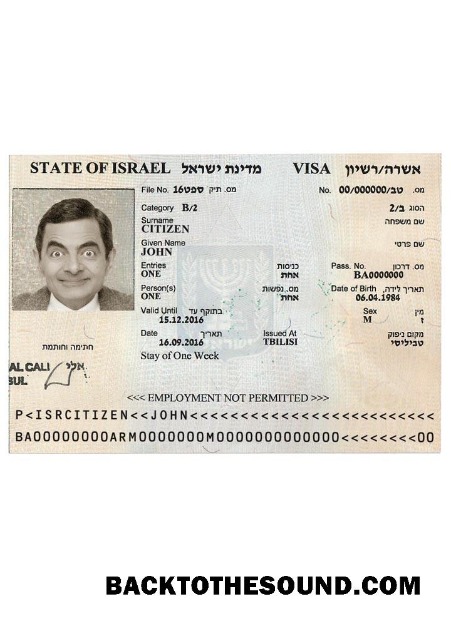 STATE OF ISRAEL מדינת ישראל VISA אשרה/רשיון
File No. ספט16 מס. תיק No. 00/000000/טב מס.
Category B/2 הסוג ב/2
Surname שם משפחה
CITIZEN
Given Name שם פרטי
JOHN
Entries כניסות Pass. No. מס. דרכון
ONE אחת BA0000000
Person(s) מס. נפשות Date of Birth תאריך לידה
ONE אחת 06.04.1984
Valid Until בתוקף עד Sex מין
15.12.2016 M ז
Date תאריך Issued At מקום ניפוק
16.09.2016 TBILISI טביליסי
Stay of One Week
חתימה וחותמת
AL CALI אלי
SUL
<<< EMPLOYMENT NOT PERMITTED >>>
P<ISRCITIZEN<<JOHN<<<<<<<<<<<<<<<<<<<<<<<<<<
BA00000000ARM0000000M00000000000000<<<<<<<00
BACKTOTHESOUND.COM